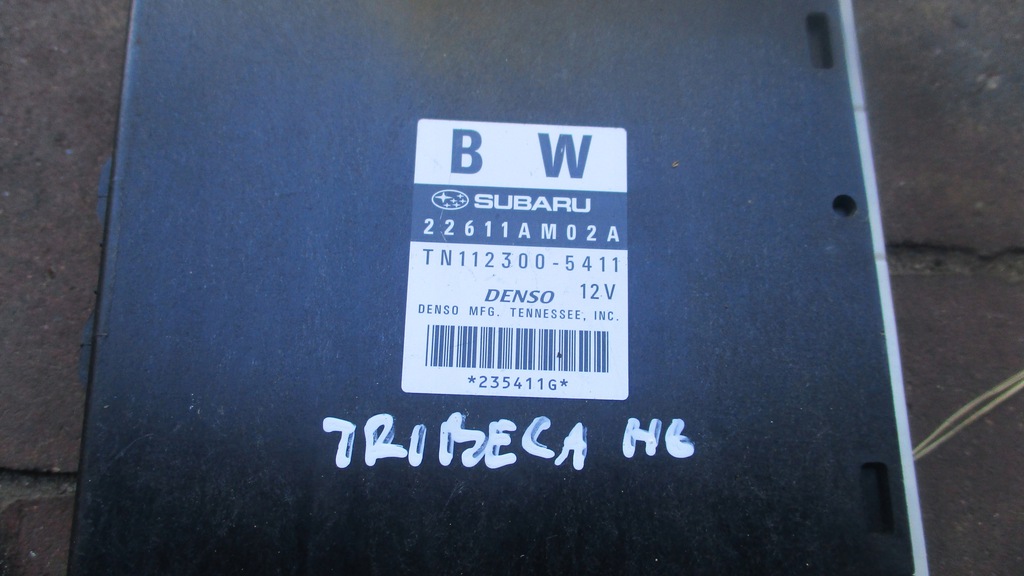 B W
SUBARU
22611AM02A
TN112300-5411
DENSO 12V
DENSO MFG. TENNESSEE, INC.
*235411G*
TRIBECA H6